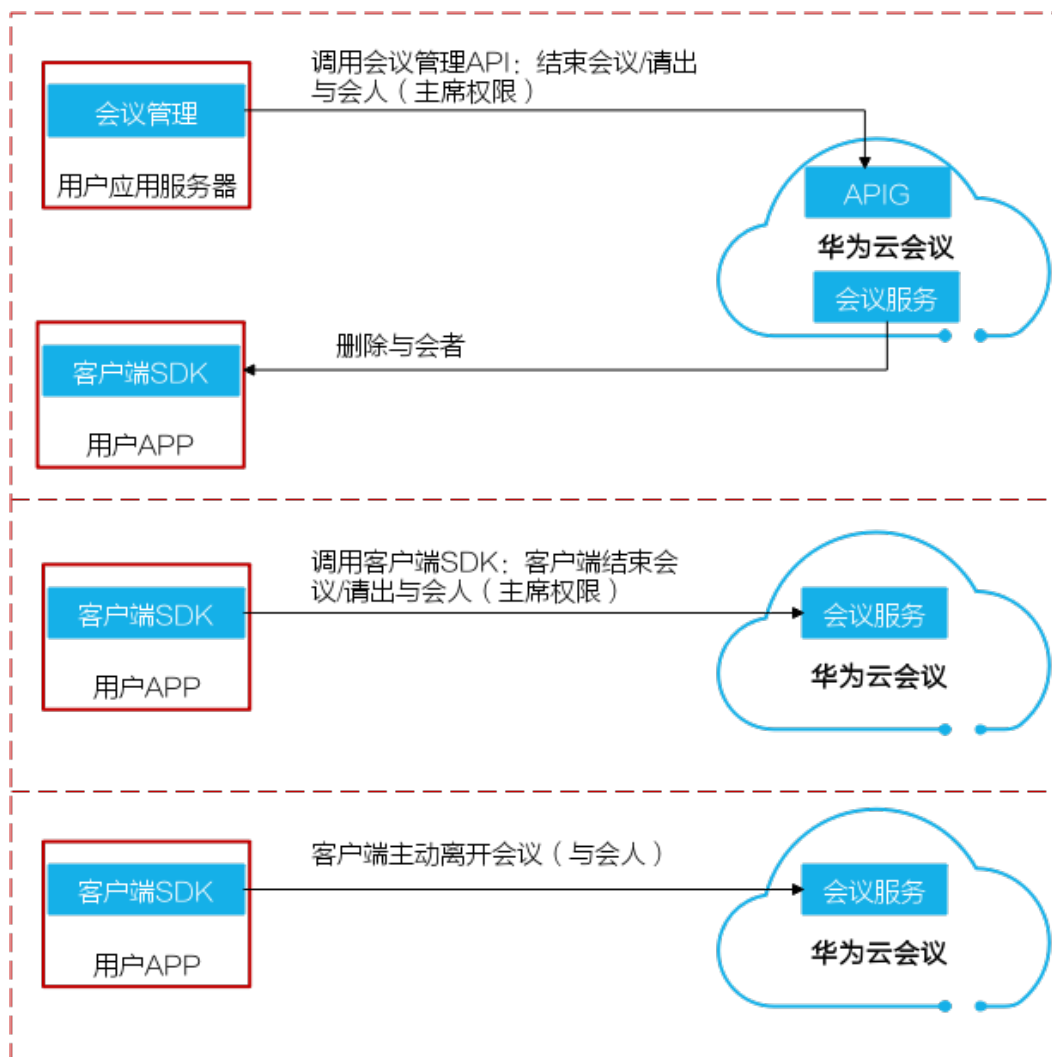 调用会议管理API：结束会议/请出
与会人（主席权限）
会议管理
用户应用服务器
APIG
华为云会议
会议服务
删除与会者
客户端SDK
用户APP
调用客户端SDK：客户端结束会
议/请出与会人（主席权限）
客户端SDK
用户APP
会议服务
华为云会议
客户端主动离开会议（与会人）
客户端SDK
用户APP
会议服务
华为云会议